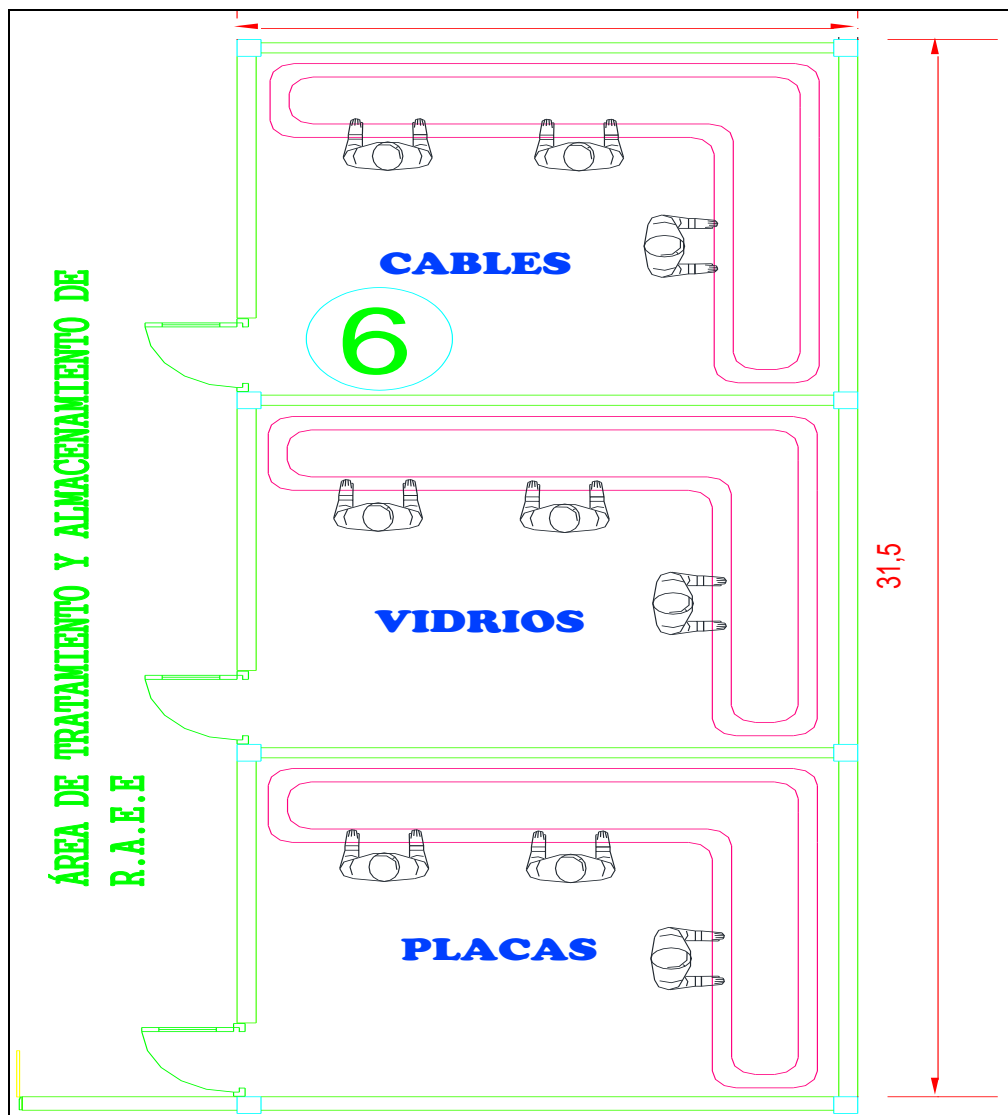 ÁREA DE TRATAMIENTO Y ALMACENAMIENTO DE
R.A.E.E
CABLES
6
VIDRIOS
31,5
PLACAS